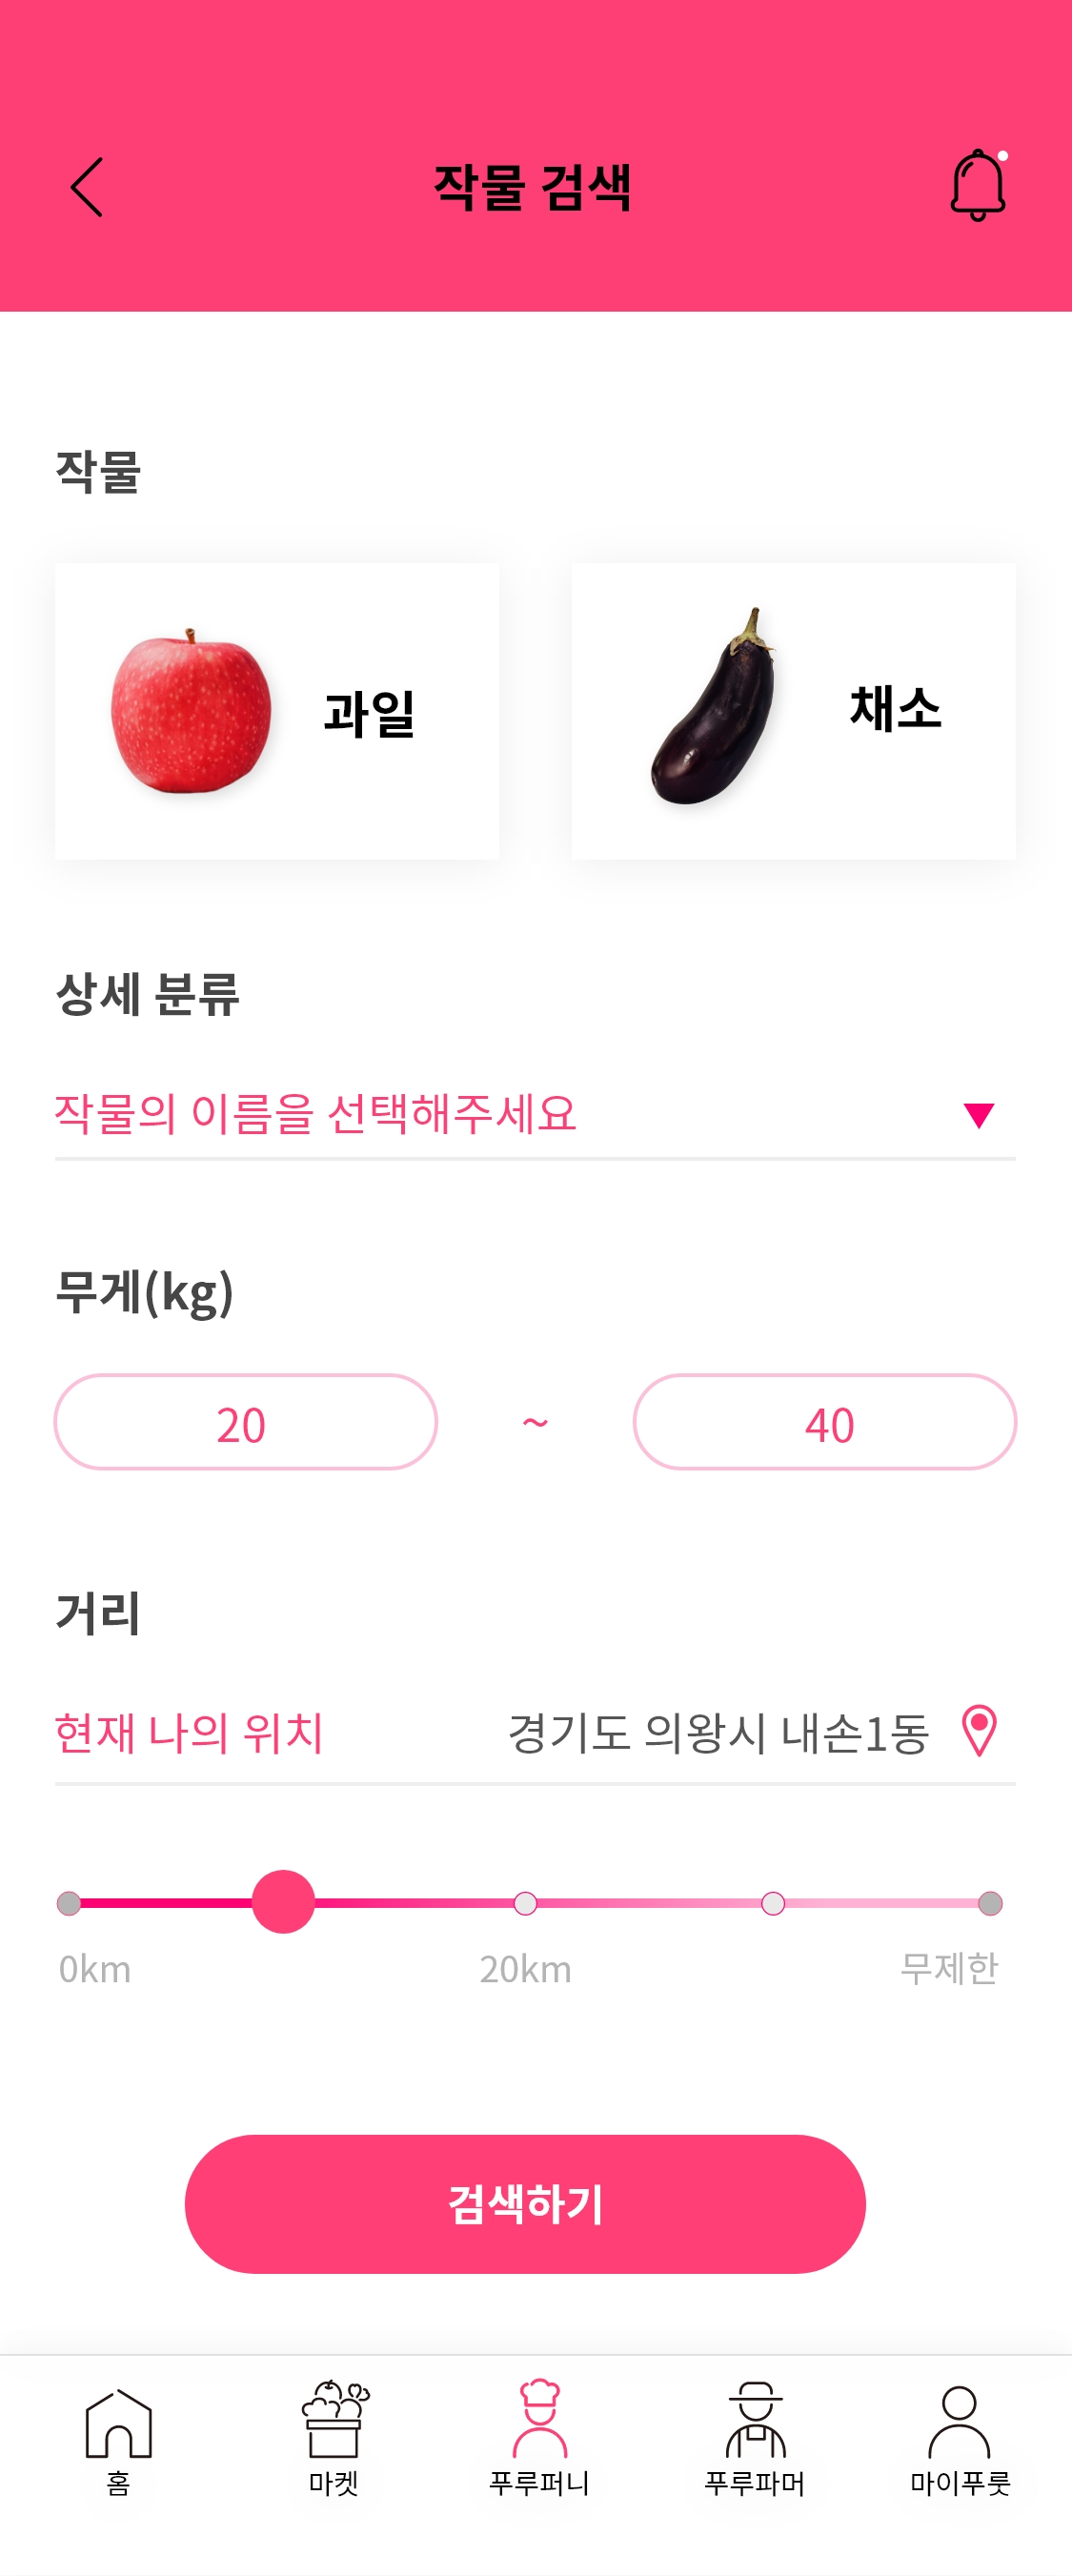 작물 검색
작물
과일
채소
상세 분류
작물의 이름을 선택해주세요
무게(kg)
20 ~ 40
거리
현재 나의 위치 경기도 의왕시 내손1동
0km 20km 무제한
검색하기
홈 마켓 푸루퍼니 푸루파머 마이푸룻